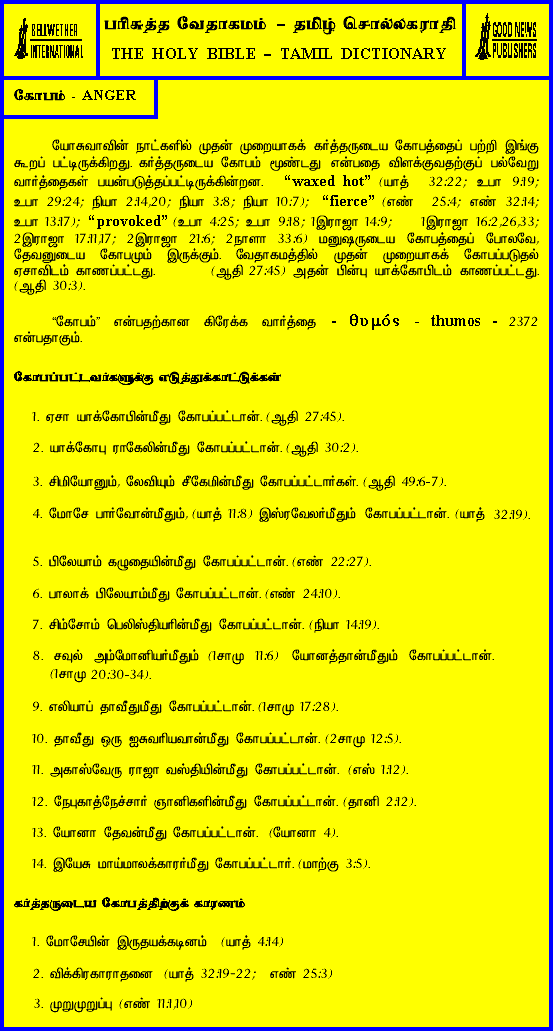 BELLWETHER
INTERNATIONAL
பரிசுத்த வேதாகமம் – தமிழ் சொல்லகராதி
THE HOLY BIBLE – TAMIL DICTIONARY
GOOD NEWS
PUBLISHERS
கோபம் - ANGER
யோசுவாவின் நாட்களில் முதன் முறையாகக் கர்த்தருடைய கோபத்தைப் பற்றி இங்கு
கூறப் பட்டிருக்கிறது. கர்த்தருடைய கோபம் மூண்டது என்பதை விளக்குவதற்குப் பல்வேறு
வார்த்தைகள் பயன்படுத்தப்பட்டிருக்கின்றன. “waxed hot” (யாத் 32:22; உபா 9:19;
உபா 29:24; நியா 2:14,20; நியா 3:8; நியா 10:7); “fierce” (எண் 25:4; எண் 32:14;
உபா 13:17); “provoked” (உபா 4:25; உபா 9:18; 1இராஜா 14:9; 1இராஜா 16:2,26,33;
2இராஜா 17:11,17; 2இராஜா 21:6; 2நாளா 33:6) மனுஷருடைய கோபத்தைப் போலவே,
தேவனுடைய கோபமும் இருக்கும். வேதாகமத்தில் முதன் முறையாகக் கோபப்படுதல்
ஏசாவிடம் காணப்பட்டது. (ஆதி 27:45) அதன் பின்பு யாக்கோபிடம் காணப்பட்டது.
(ஆதி 30:3).
“கோபம்” என்பதற்கான கிரேக்க வார்த்தை - θυμός - thumos - 2372
என்பதாகும்.
கோபப்பட்டவர்களுக்கு எடுத்துக்காட்டுக்கள்
1. ஏசா யாக்கோபின்மீது கோபப்பட்டான். (ஆதி 27:45).
2. யாக்கோபு ராகேலின்மீது கோபப்பட்டான். (ஆதி 30:2).
3. சிமியோனும், லேவியும் சீகேமின்மீது கோபப்பட்டார்கள். (ஆதி 49:6-7).
4. மோசே பார்வோன்மீதும், (யாத் 11:8) இஸ்ரவேலர்மீதும் கோபப்பட்டான். (யாத் 32:19).
5. பிலேயாம் கழுதையின்மீது கோபப்பட்டான். (எண் 22:27).
6. பாலாக் பிலேயாம்மீது கோபப்பட்டான். (எண் 24:10).
7. சிம்சோம் பெலிஸ்தியரின்மீது கோபப்பட்டான். (நியா 14:19).
8. சவுல் அம்மோனியர்மீதும் (1சாமு 11:6) யோனத்தான்மீதும் கோபப்பட்டான்.
(1சாமு 20:30-34).
9. எலியாப் தாவீதுமீது கோபப்பட்டான். (1சாமு 17:28).
10. தாவீது ஒரு ஐசுவரியவான்மீது கோபப்பட்டான். (2சாமு 12:5).
11. அகாஸ்வேரு ராஜா வஸ்தியின்மீது கோபப்பட்டான். (எஸ் 1:12).
12. நேபுகாத்நேச்சார் ஞானிகளின்மீது கோபப்பட்டான். (தானி 2:12).
13. யோனா தேவன்மீது கோபப்பட்டான். (யோனா 4).
14. இயேசு மாய்மாலக்காரர்மீது கோபப்பட்டார். (மாற்கு 3:5).
கர்த்தருடைய கோபத்திற்குக் காரணம்
1. மோசேயின் இருதயக்கடினம் (யாத் 4:14)
2. விக்கிரகாராதனை (யாத் 32:19-22; எண் 25:3)
3. முறுமுறுப்பு (எண் 11:1,10)